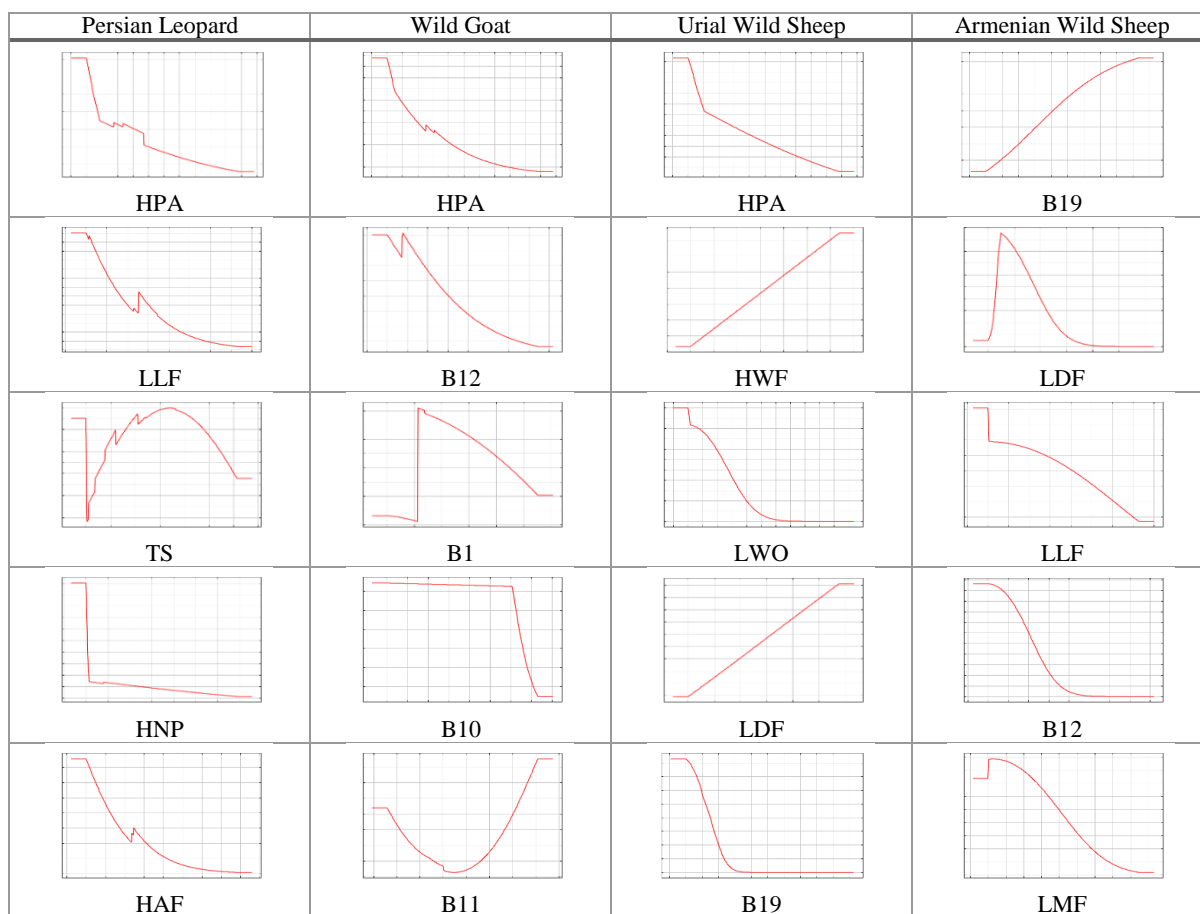 Persian Leopard Wild Goat Urial Wild Sheep Armenian Wild Sheep
HPA HPA HPA B19
LLF B12 HWF LDF
TS B1 LWO LLF
HNP B10 LDF B12
HAF B11 B19 LMF